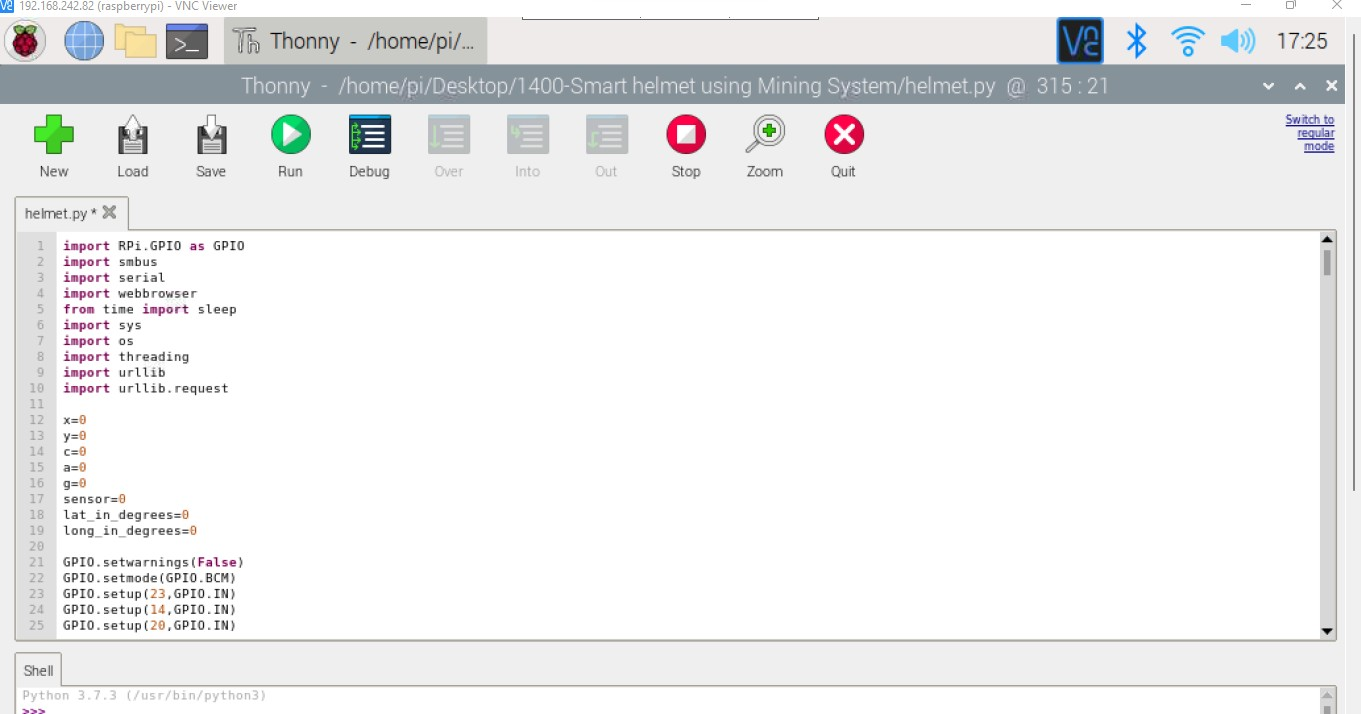 192.168.242.82 (raspberrypi) - VNC Viewer
Thonny - /home/pi/...
17:25
Thonny - /home/pi/Desktop/1400-Smart helmet using Mining System/helmet.py @ 315 : 21
New Load Save Run Debug Over Into Out Stop Zoom Quit
Switch to
regular
mode
helmet.py *
1 import RPi.GPIO as GPIO
2 import smbus
3 import serial
4 import webbrowser
5 from time import sleep
6 import sys
7 import os
8 import threading
9 import urllib
10 import urllib.request
11
12 x=0
13 y=0
14 c=0
15 a=0
16 g=0
17 sensor=0
18 lat_in_degrees=0
19 long_in_degrees=0
20
21 GPIO.setwarnings(False)
22 GPIO.setmode(GPIO.BCM)
23 GPIO.setup(23,GPIO.IN)
24 GPIO.setup(14,GPIO.IN)
25 GPIO.setup(20,GPIO.IN)
Shell
Python 3.7.3 (/usr/bin/python3)
>>>